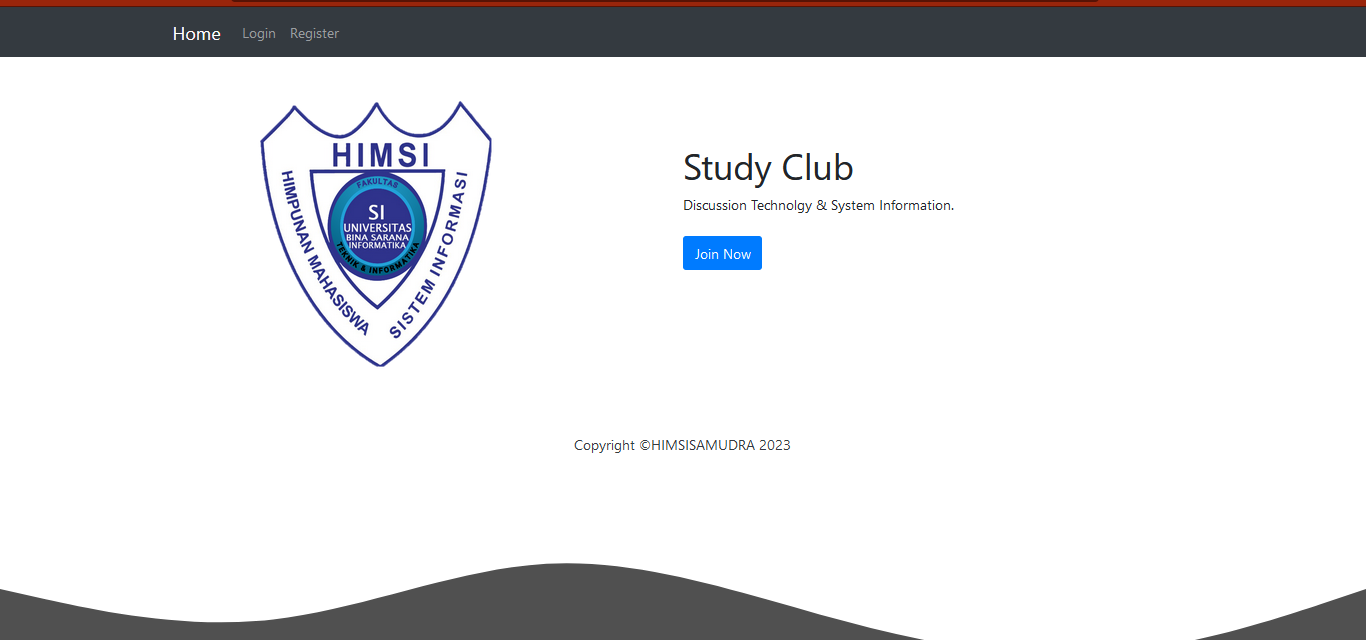 Home Login Register
HIMSI
HIMPUNAN MAHASISWA
SISTEM INFORMASI
FAKULTAS
SI
UNIVERSITAS
BINA SARANA
INFORMATIKA
TEKNIK & INFORMATIKA
Study Club
Discussion Technolgy & System Information.
Join Now
Copyright ©HIMSISAMUDRA 2023